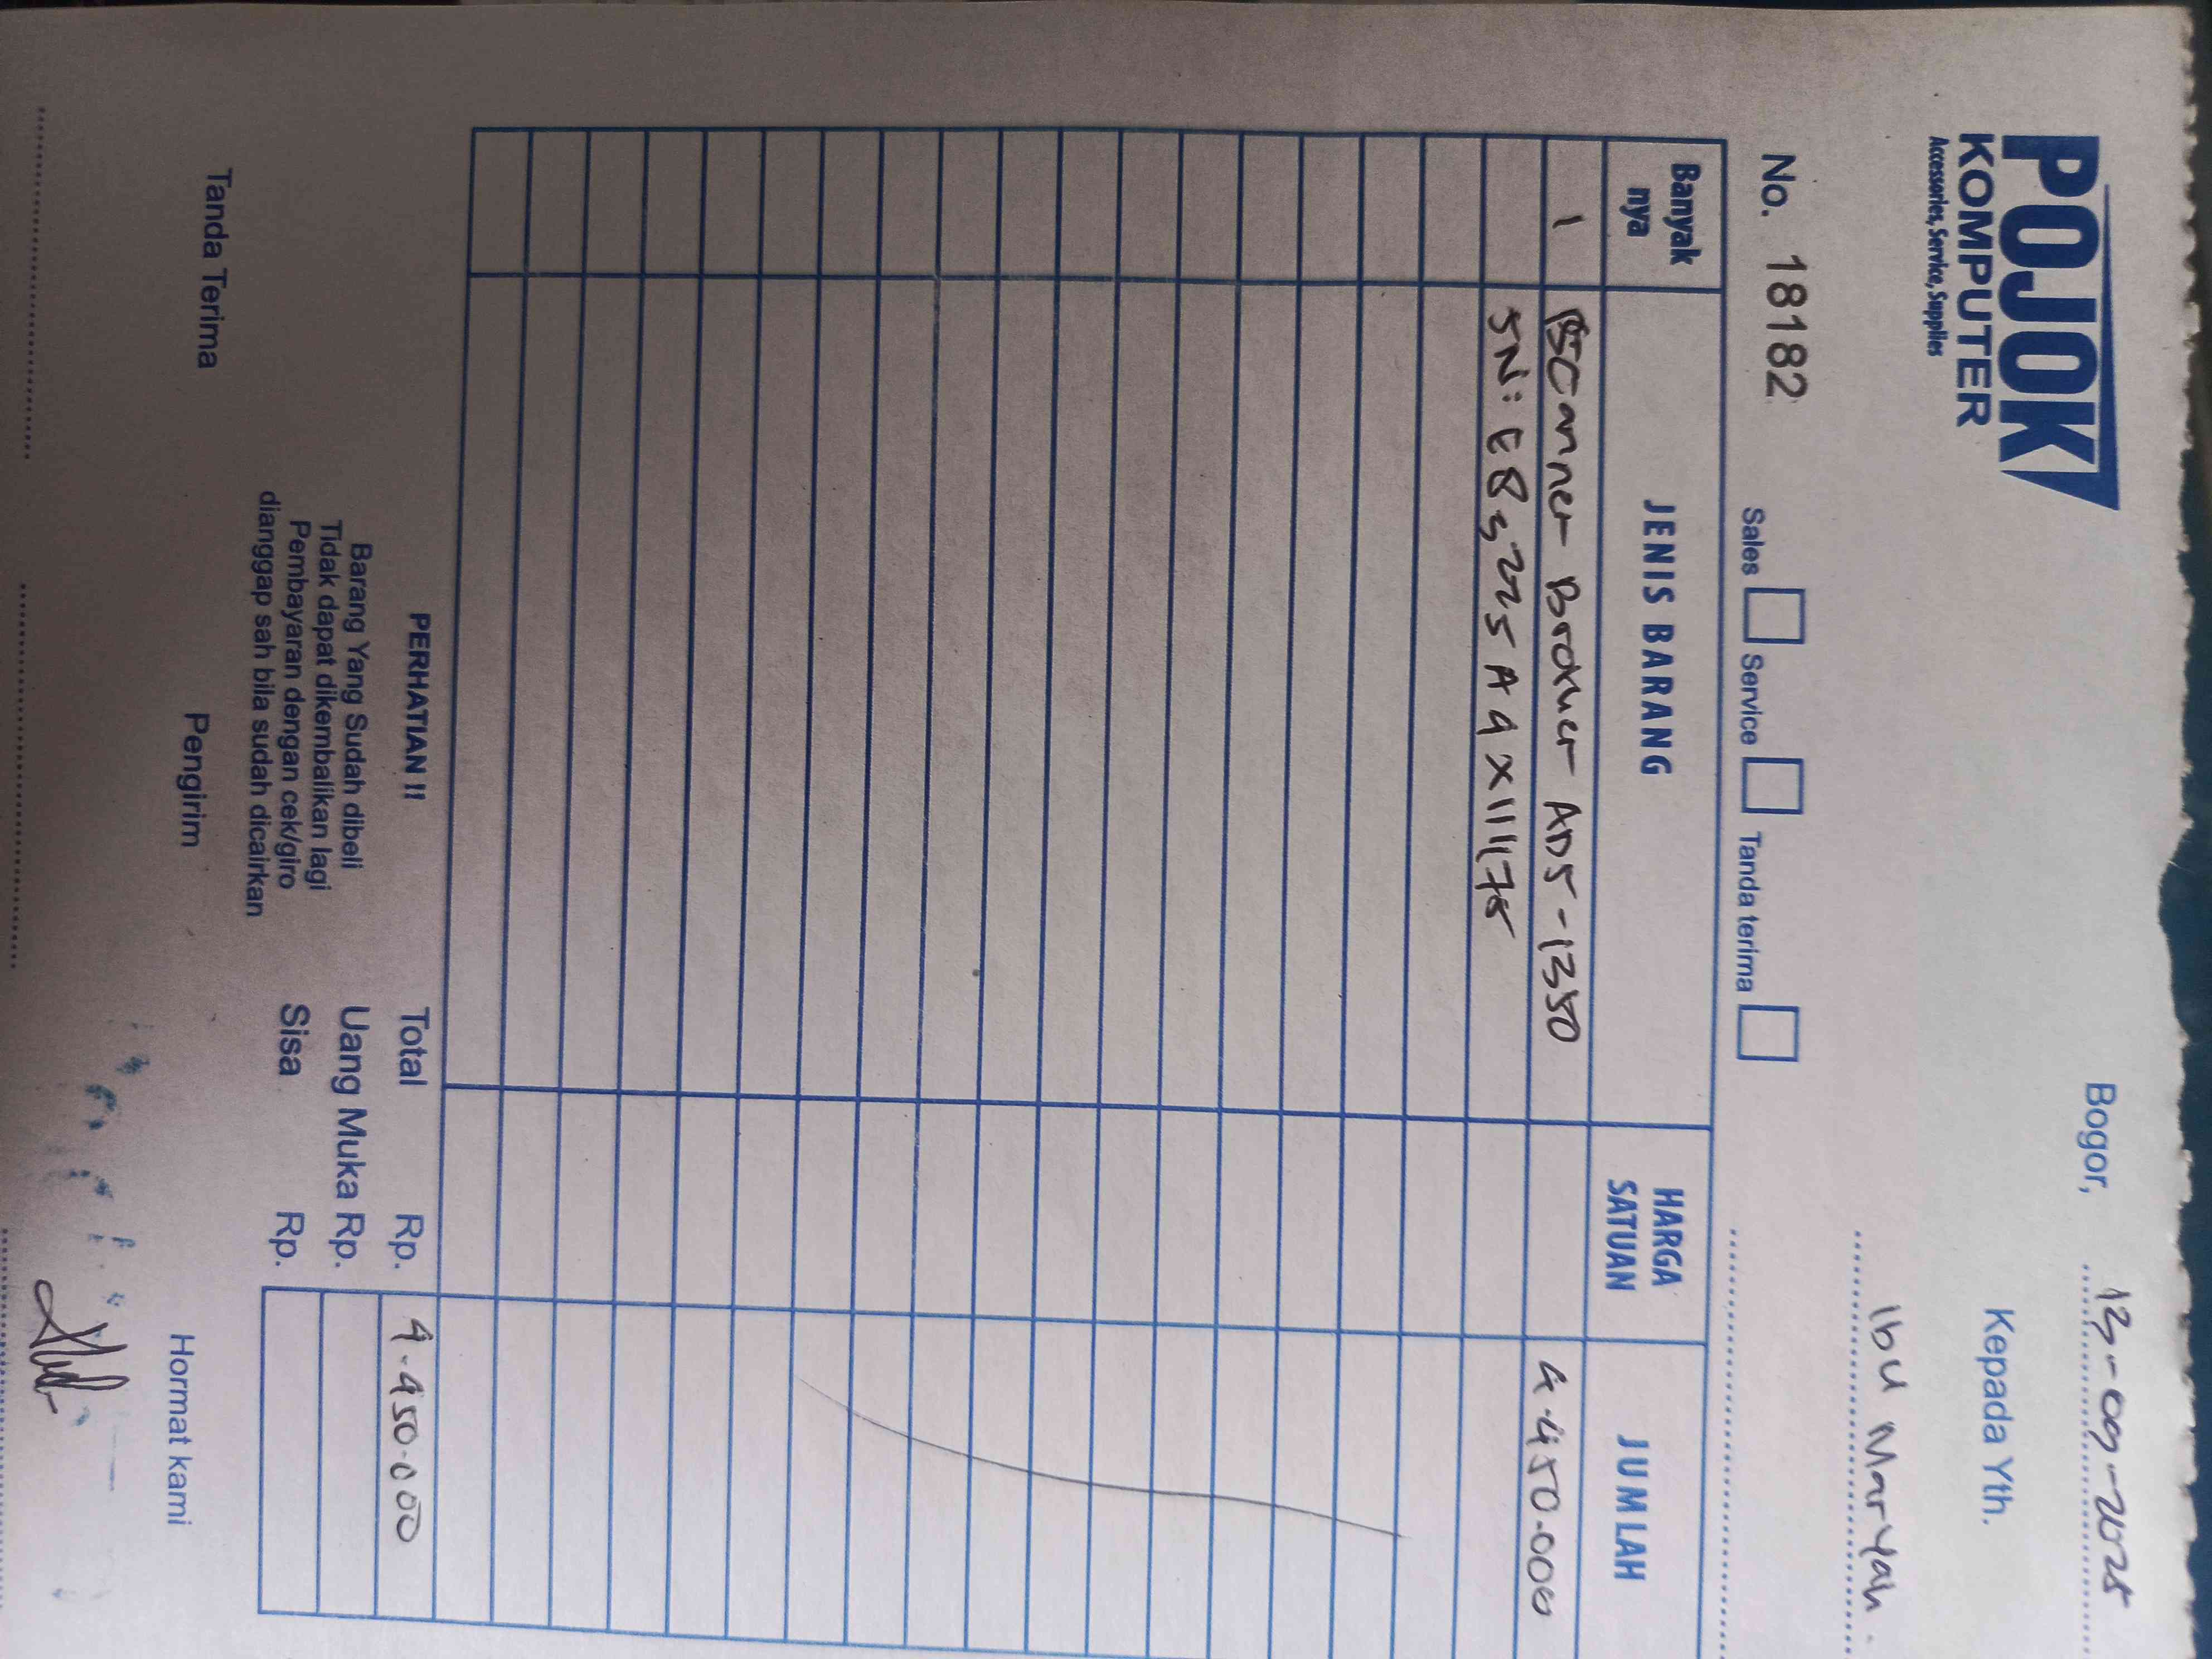 POJOK
KOMPUTER
Accessories, Service, Supplies
Bogor, 13-09-2025
Kepada Yth.
Ibu Maryah
No. 18182
Sales Service Tanda terima
Banyak nya JENIS BARANG HARGA SATUAN JUMLAH
1 Scanner Brother ADS-1350 4.450.000
SN: E83225A4X111175
PERHATIAN !!
Barang Yang Sudah dibeli
Tidak dapat dikembalikan lagi
Pembayaran dengan cek/giro
dianggap sah bila sudah dicairkan
Total Rp. 4.450.000
Uang Muka Rp.
Sisa Rp.
Tanda Terima Pengirim Hormat kami